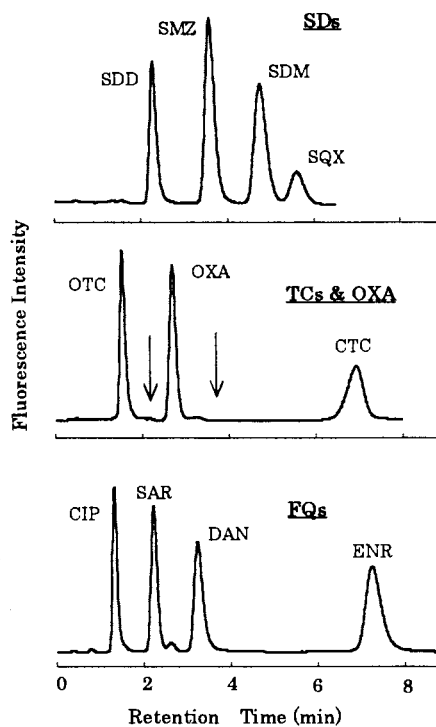 SDs
SMZ
SDD
SDM
SQX
TCs & OXA
OTC
OXA
CTC
FQs
CIP
SAR
DAN
ENR
0 2 4 6 8
Retention Time (min)
Fluorescence Intensity